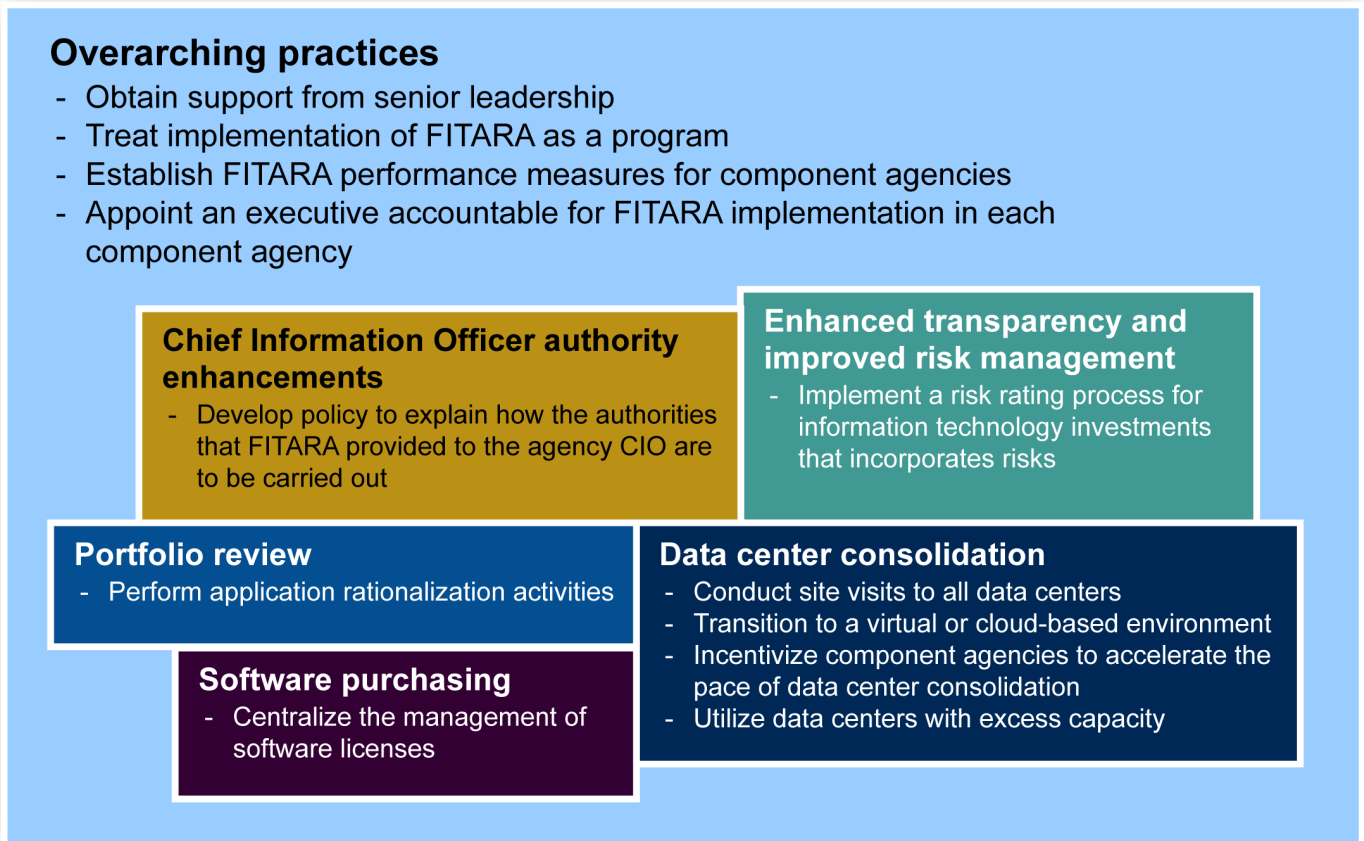 Overarching practices
- Obtain support from senior leadership
- Treat implementation of FITARA as a program
- Establish FITARA performance measures for component agencies
- Appoint an executive accountable for FITARA implementation in each
component agency
Chief Information Officer authority
enhancements
- Develop policy to explain how the authorities
that FITARA provided to the agency CIO are
to be carried out
Enhanced transparency and
improved risk management
- Implement a risk rating process for
information technology investments
that incorporates risks
Portfolio review
- Perform application rationalization activities
Data center consolidation
- Conduct site visits to all data centers
- Transition to a virtual or cloud-based environment
- Incentivize component agencies to accelerate the
pace of data center consolidation
- Utilize data centers with excess capacity
Software purchasing
- Centralize the management of
software licenses